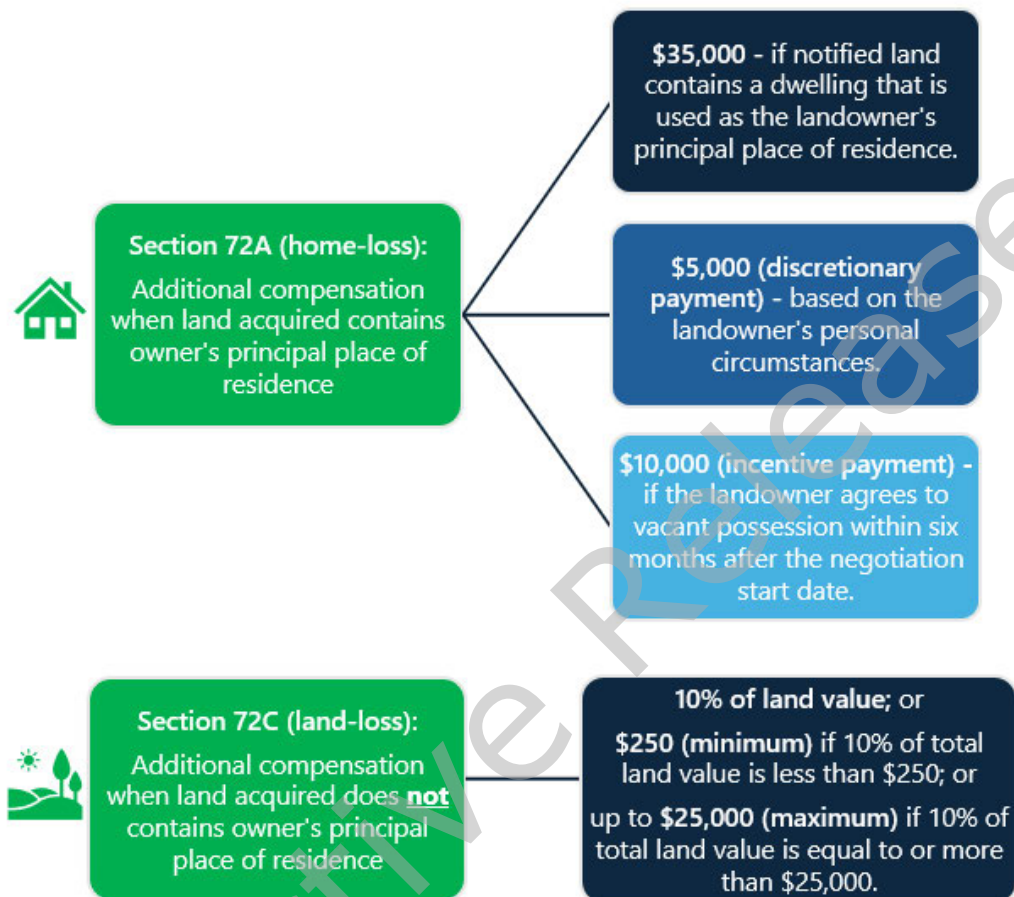 Section 72A (home-loss):
Additional compensation
when land acquired contains
owner's principal place of
residence
$35,000 - if notified land
contains a dwelling that is
used as the landowner's
principal place of residence.
$5,000 (discretionary
payment) - based on the
landowner's personal
circumstances.
$10,000 (incentive payment) -
if the landowner agrees to
vacant possession within six
months after the negotiation
start date.
Section 72C (land-loss):
Additional compensation
when land acquired does not
contains owner's principal
place of residence
10% of land value; or
$250 (minimum) if 10% of total
land value is less than $250; or
up to $25,000 (maximum) if 10% of
total land value is equal to or more
than $25,000.
Release